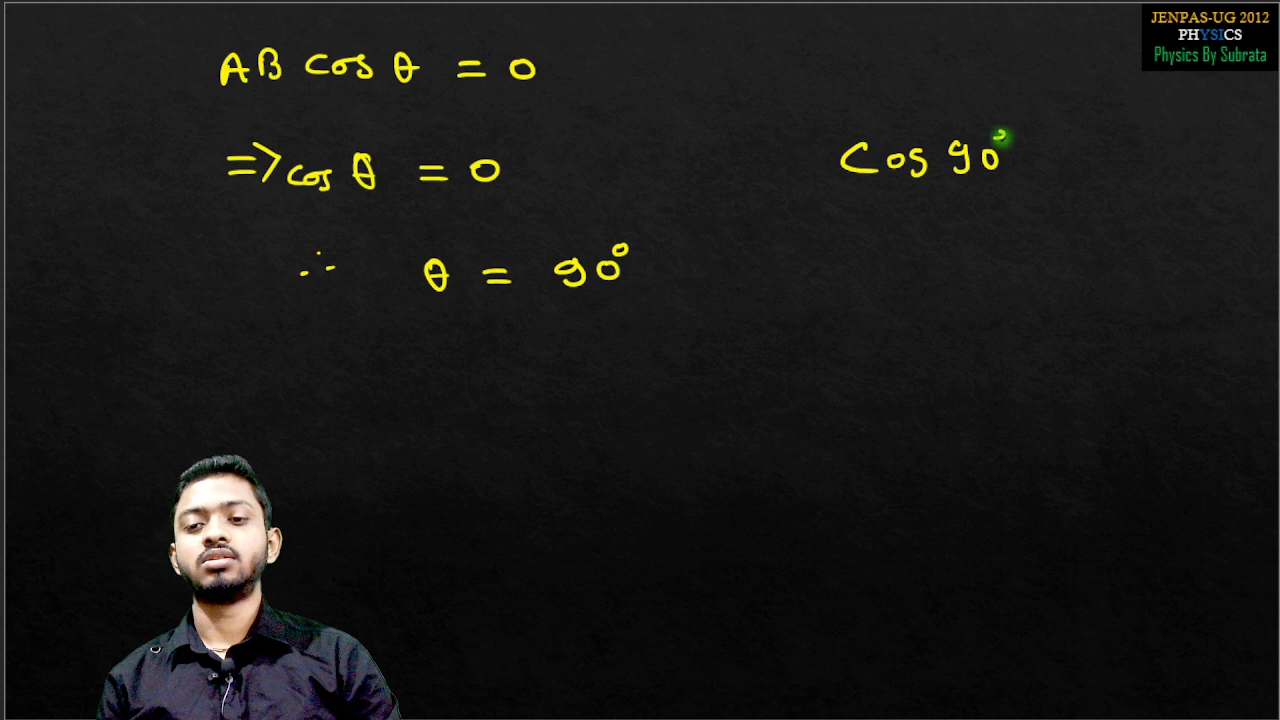 AB cos θ = 0
=> cos θ = 0
∴ θ = 90°
Cos 90°
JENPAS-UG 2012
PHYSICS
Physics By Subrata